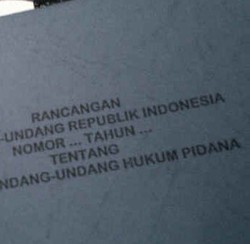 RANCANGAN
-UNDANG REPUBLIK INDONESIA
NOMOR ... TAHUN ...
TENTANG
NDANG-UNDANG HUKUM PIDANA